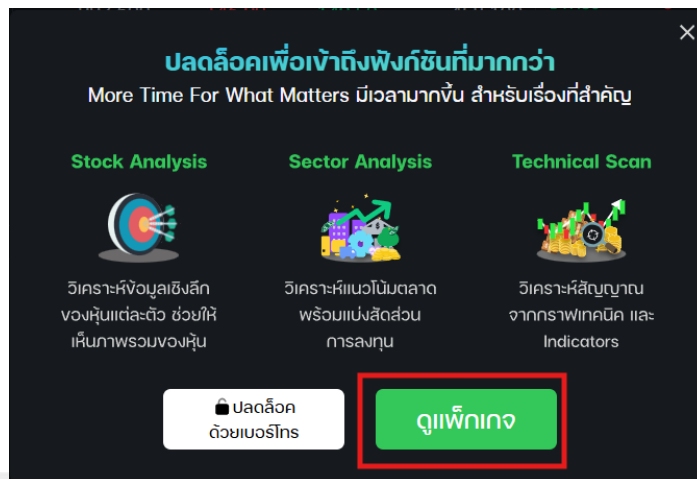 ปลดล็อคเพื่อเข้าถึงฟังก์ชันที่มากกว่า
More Time For What Matters มีเวลามากขึ้น สำหรับเรื่องที่สำคัญ
Stock Analysis
Sector Analysis
Technical Scan
วิเคราะห์ข้อมูลเชิงลึก
ของหุ้นแต่ละตัว ช่วยให้
เห็นภาพรวมของหุ้น
วิเคราะห์แนวโน้มตลาด
พร้อมแบ่งสัดส่วน
การลงทุน
วิเคราะห์สัญญาณ
จากกราฟเทคนิค และ
Indicators
ปลดล็อค
ด้วยเบอร์โทร
ดูแพ็กเกจ